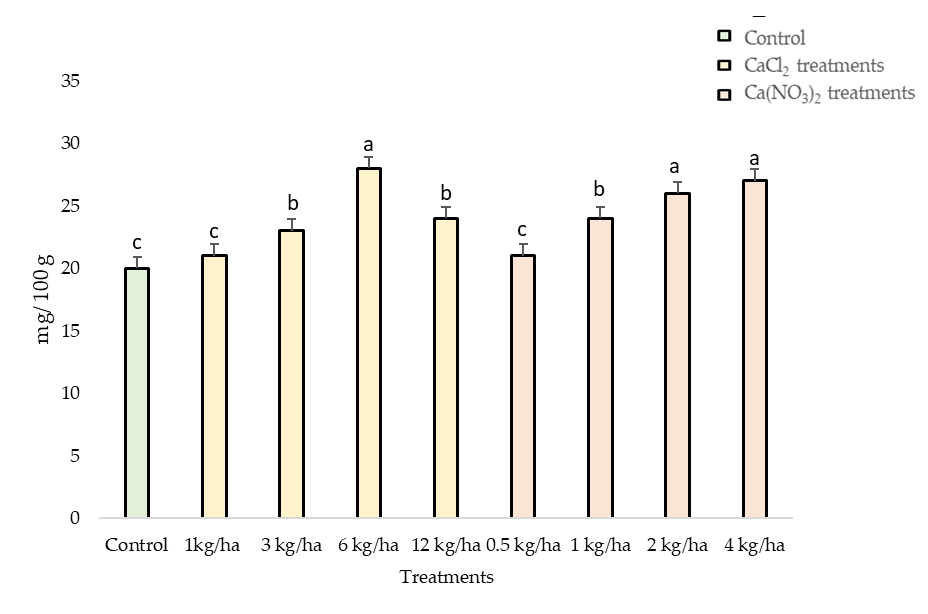 Control
CaCl₂ treatments
Ca(NO₃)₂ treatments
35
30
25
20
15
10
5
0
mg/100 g
c
c
b
a
b
c
b
a
a
Control 1kg/ha 3 kg/ha 6 kg/ha 12 kg/ha 0.5 kg/ha 1 kg/ha 2 kg/ha 4 kg/ha
Treatments